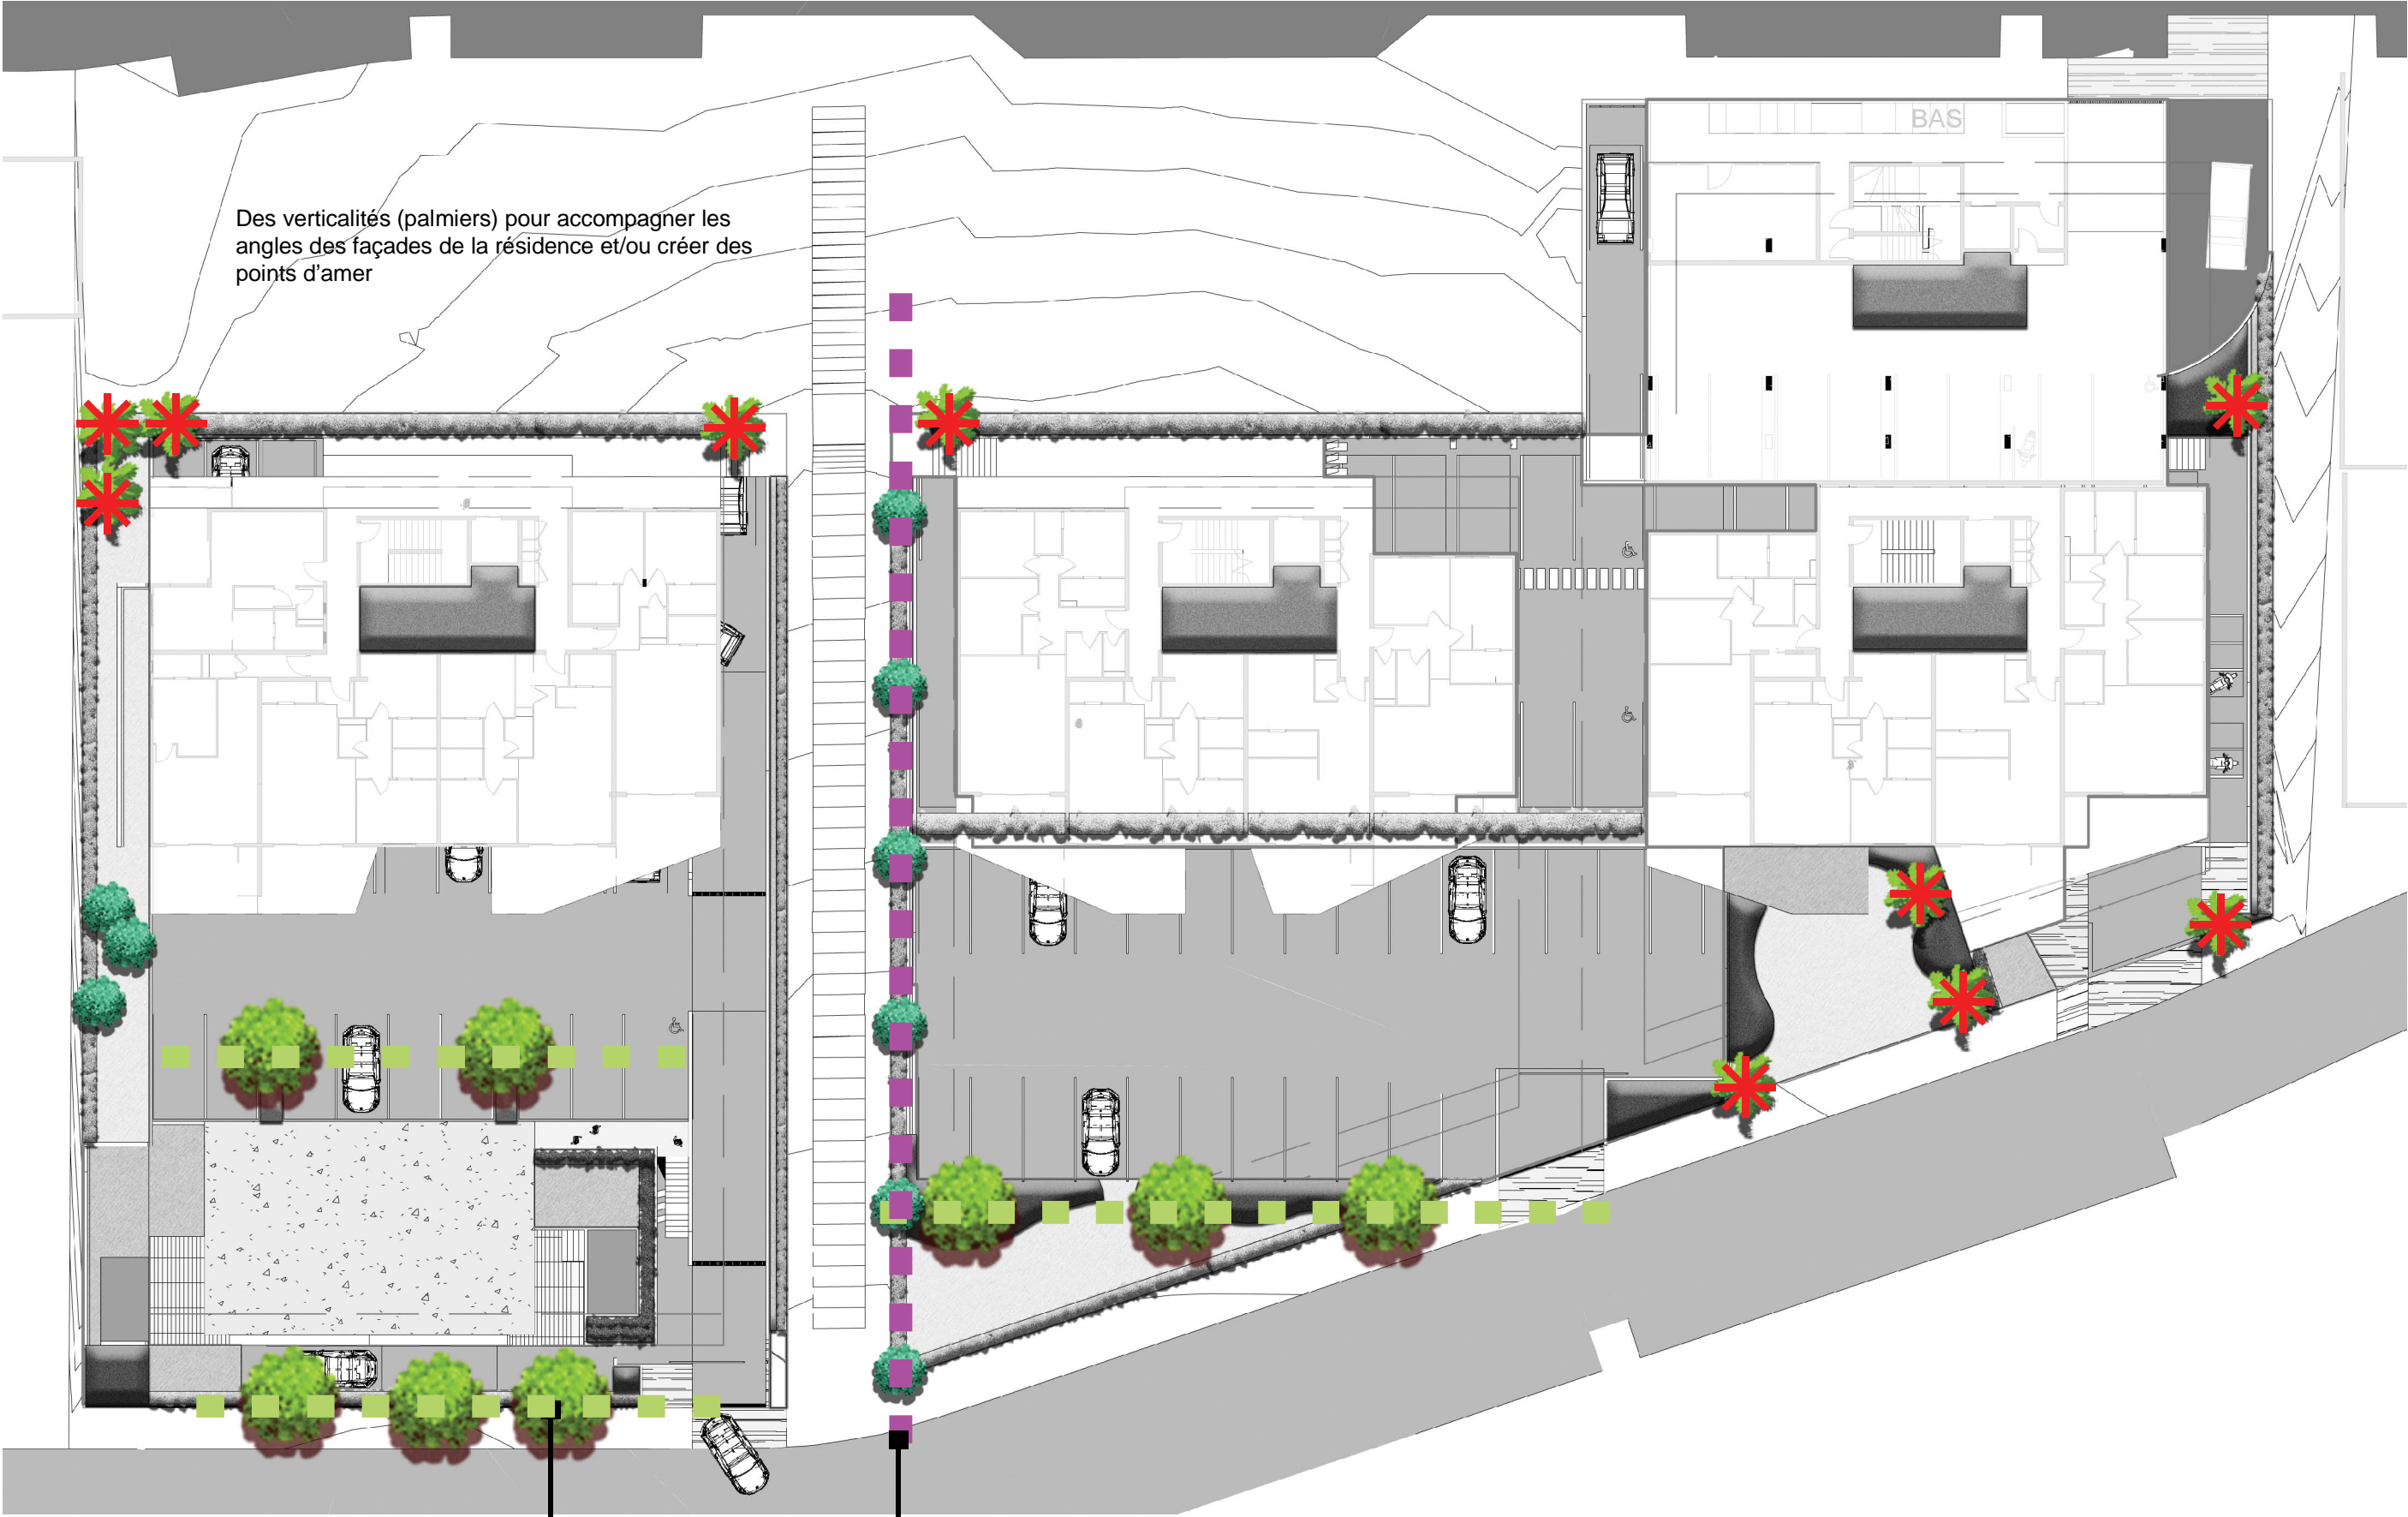 Des verticalités (palmiers) pour accompagner les
angles des façades de la résidence et/ou créer des
points d'amer
BAS